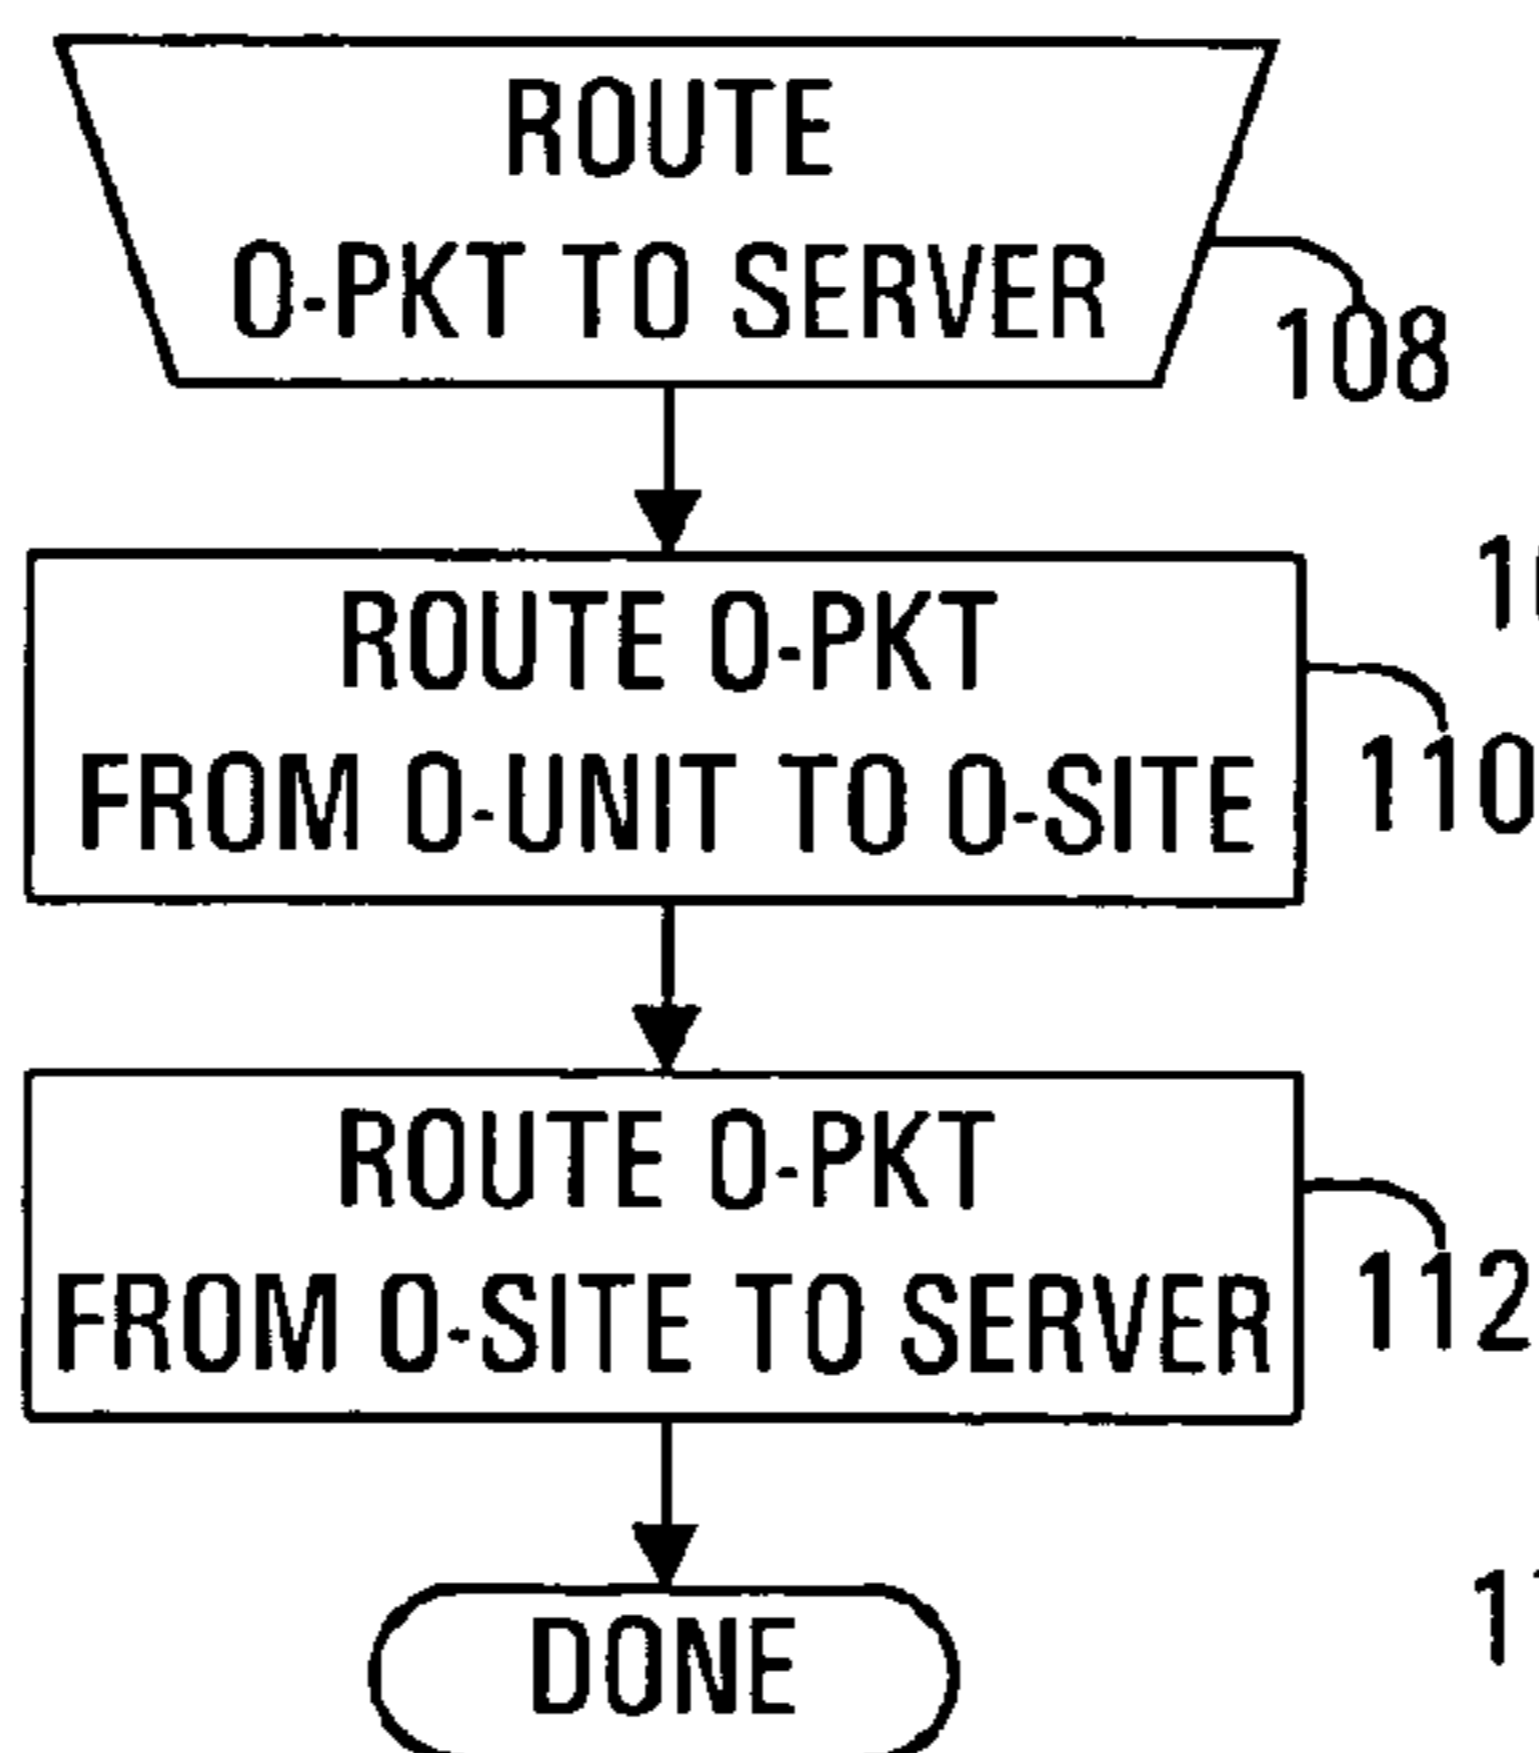 ROUTE
O-PKT TO SERVER
108
ROUTE O-PKT
FROM O-UNIT TO O-SITE
110
ROUTE O-PKT
FROM O-SITE TO SERVER
112
DONE